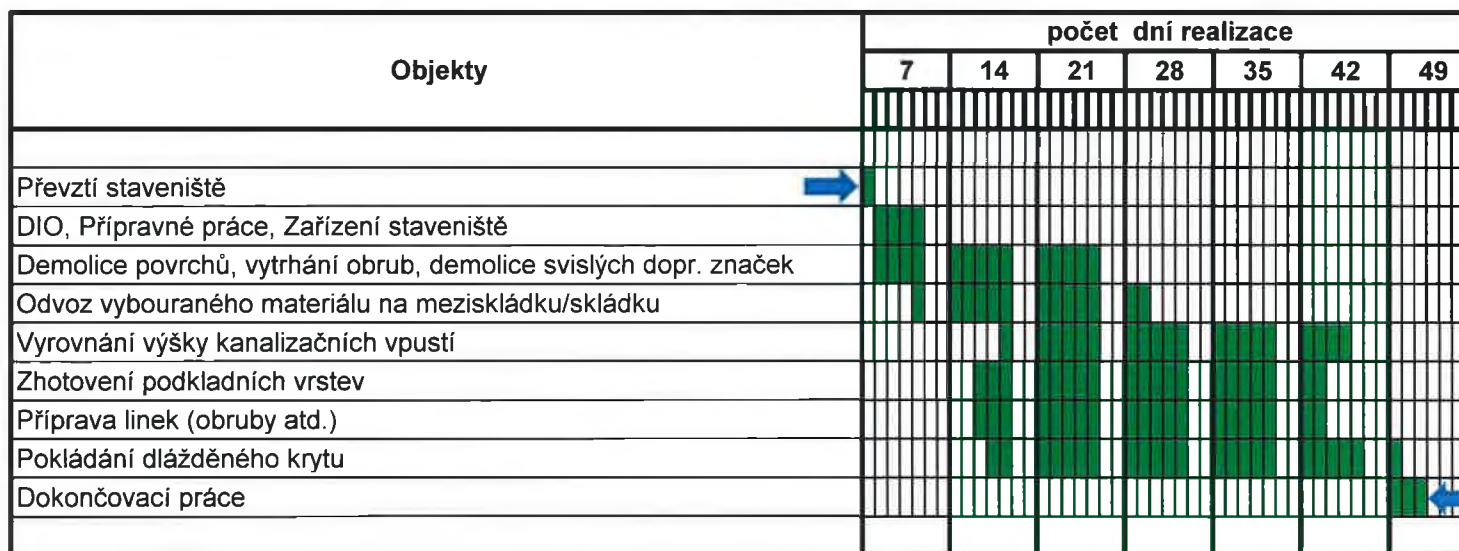 Objekty
počet dní realizace
7 14 21 28 35 42 49
Převztí staveniště
DIO, Přípravné práce, Zařízení staveniště
Demolice povrchů, vytrhání obrub, demolice svislých dopr. značek
Odvoz vybouraného materiálu na meziskládku/skládku
Vyrovnání výšky kanalizačních vpustí
Zhotovení podkladních vrstev
Příprava linek (obruby atd.)
Pokládání dlážděného krytu
Dokončovací práce